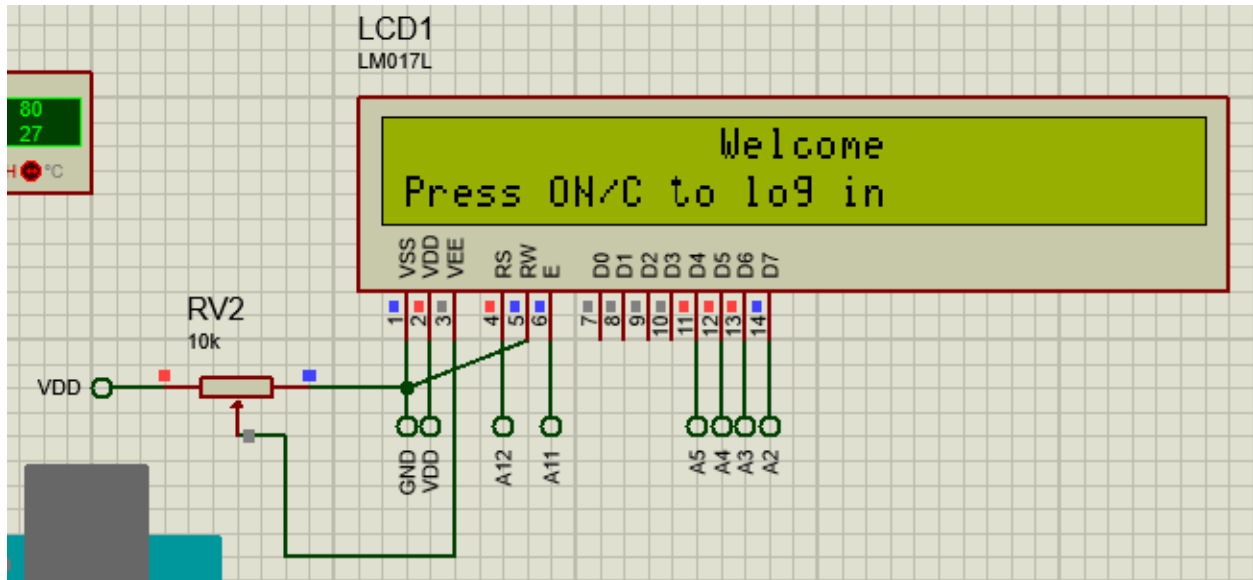 LCD1
LM017L
80
27
H °C
Welcome
Press ON/C to log in
VSS
VDD
VEE
RS
RW
E
D0
D1
D2
D3
D4
D5
D6
D7
1
2
3
4
5
6
7
8
9
10
11
12
13
14
RV2
10k
VDD
GND
VDD
A12
A11
A5
A4
A3
A2